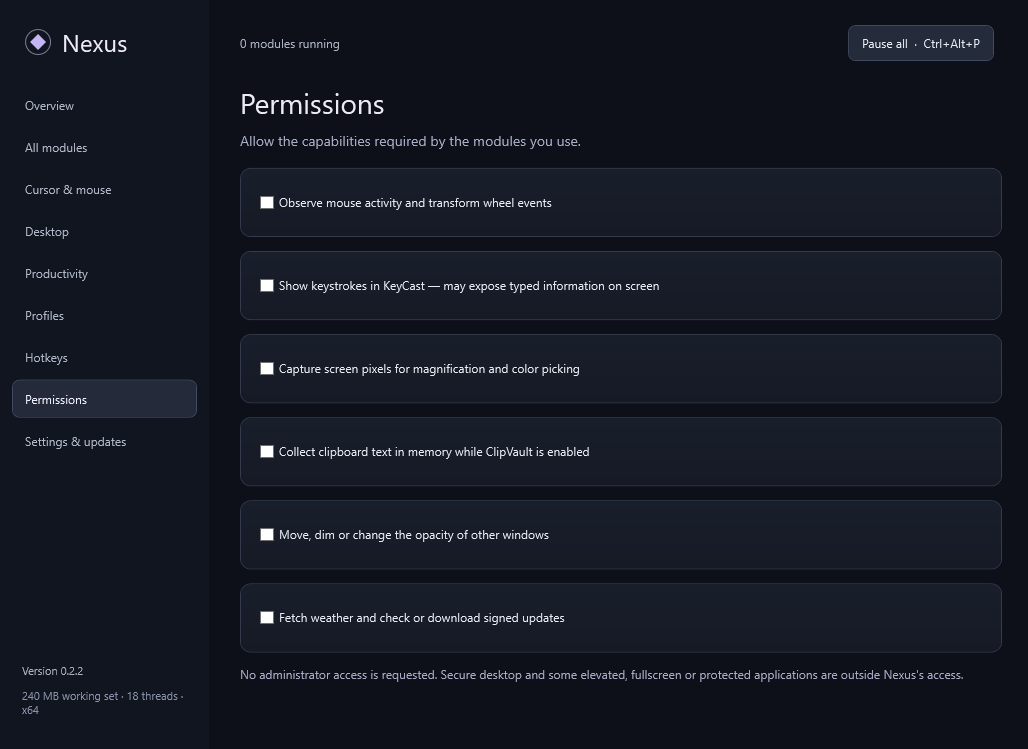 Nexus
0 modules running
Pause all · Ctrl+Alt+P
Overview
All modules
Cursor & mouse
Desktop
Productivity
Profiles
Hotkeys
Permissions
Settings & updates
Permissions
Allow the capabilities required by the modules you use.
Observe mouse activity and transform wheel events
Show keystrokes in KeyCast — may expose typed information on screen
Capture screen pixels for magnification and color picking
Collect clipboard text in memory while ClipVault is enabled
Move, dim or change the opacity of other windows
Fetch weather and check or download signed updates
No administrator access is requested. Secure desktop and some elevated, fullscreen or protected applications are outside Nexus's access.
Version 0.2.2
240 MB working set · 18 threads ·
x64